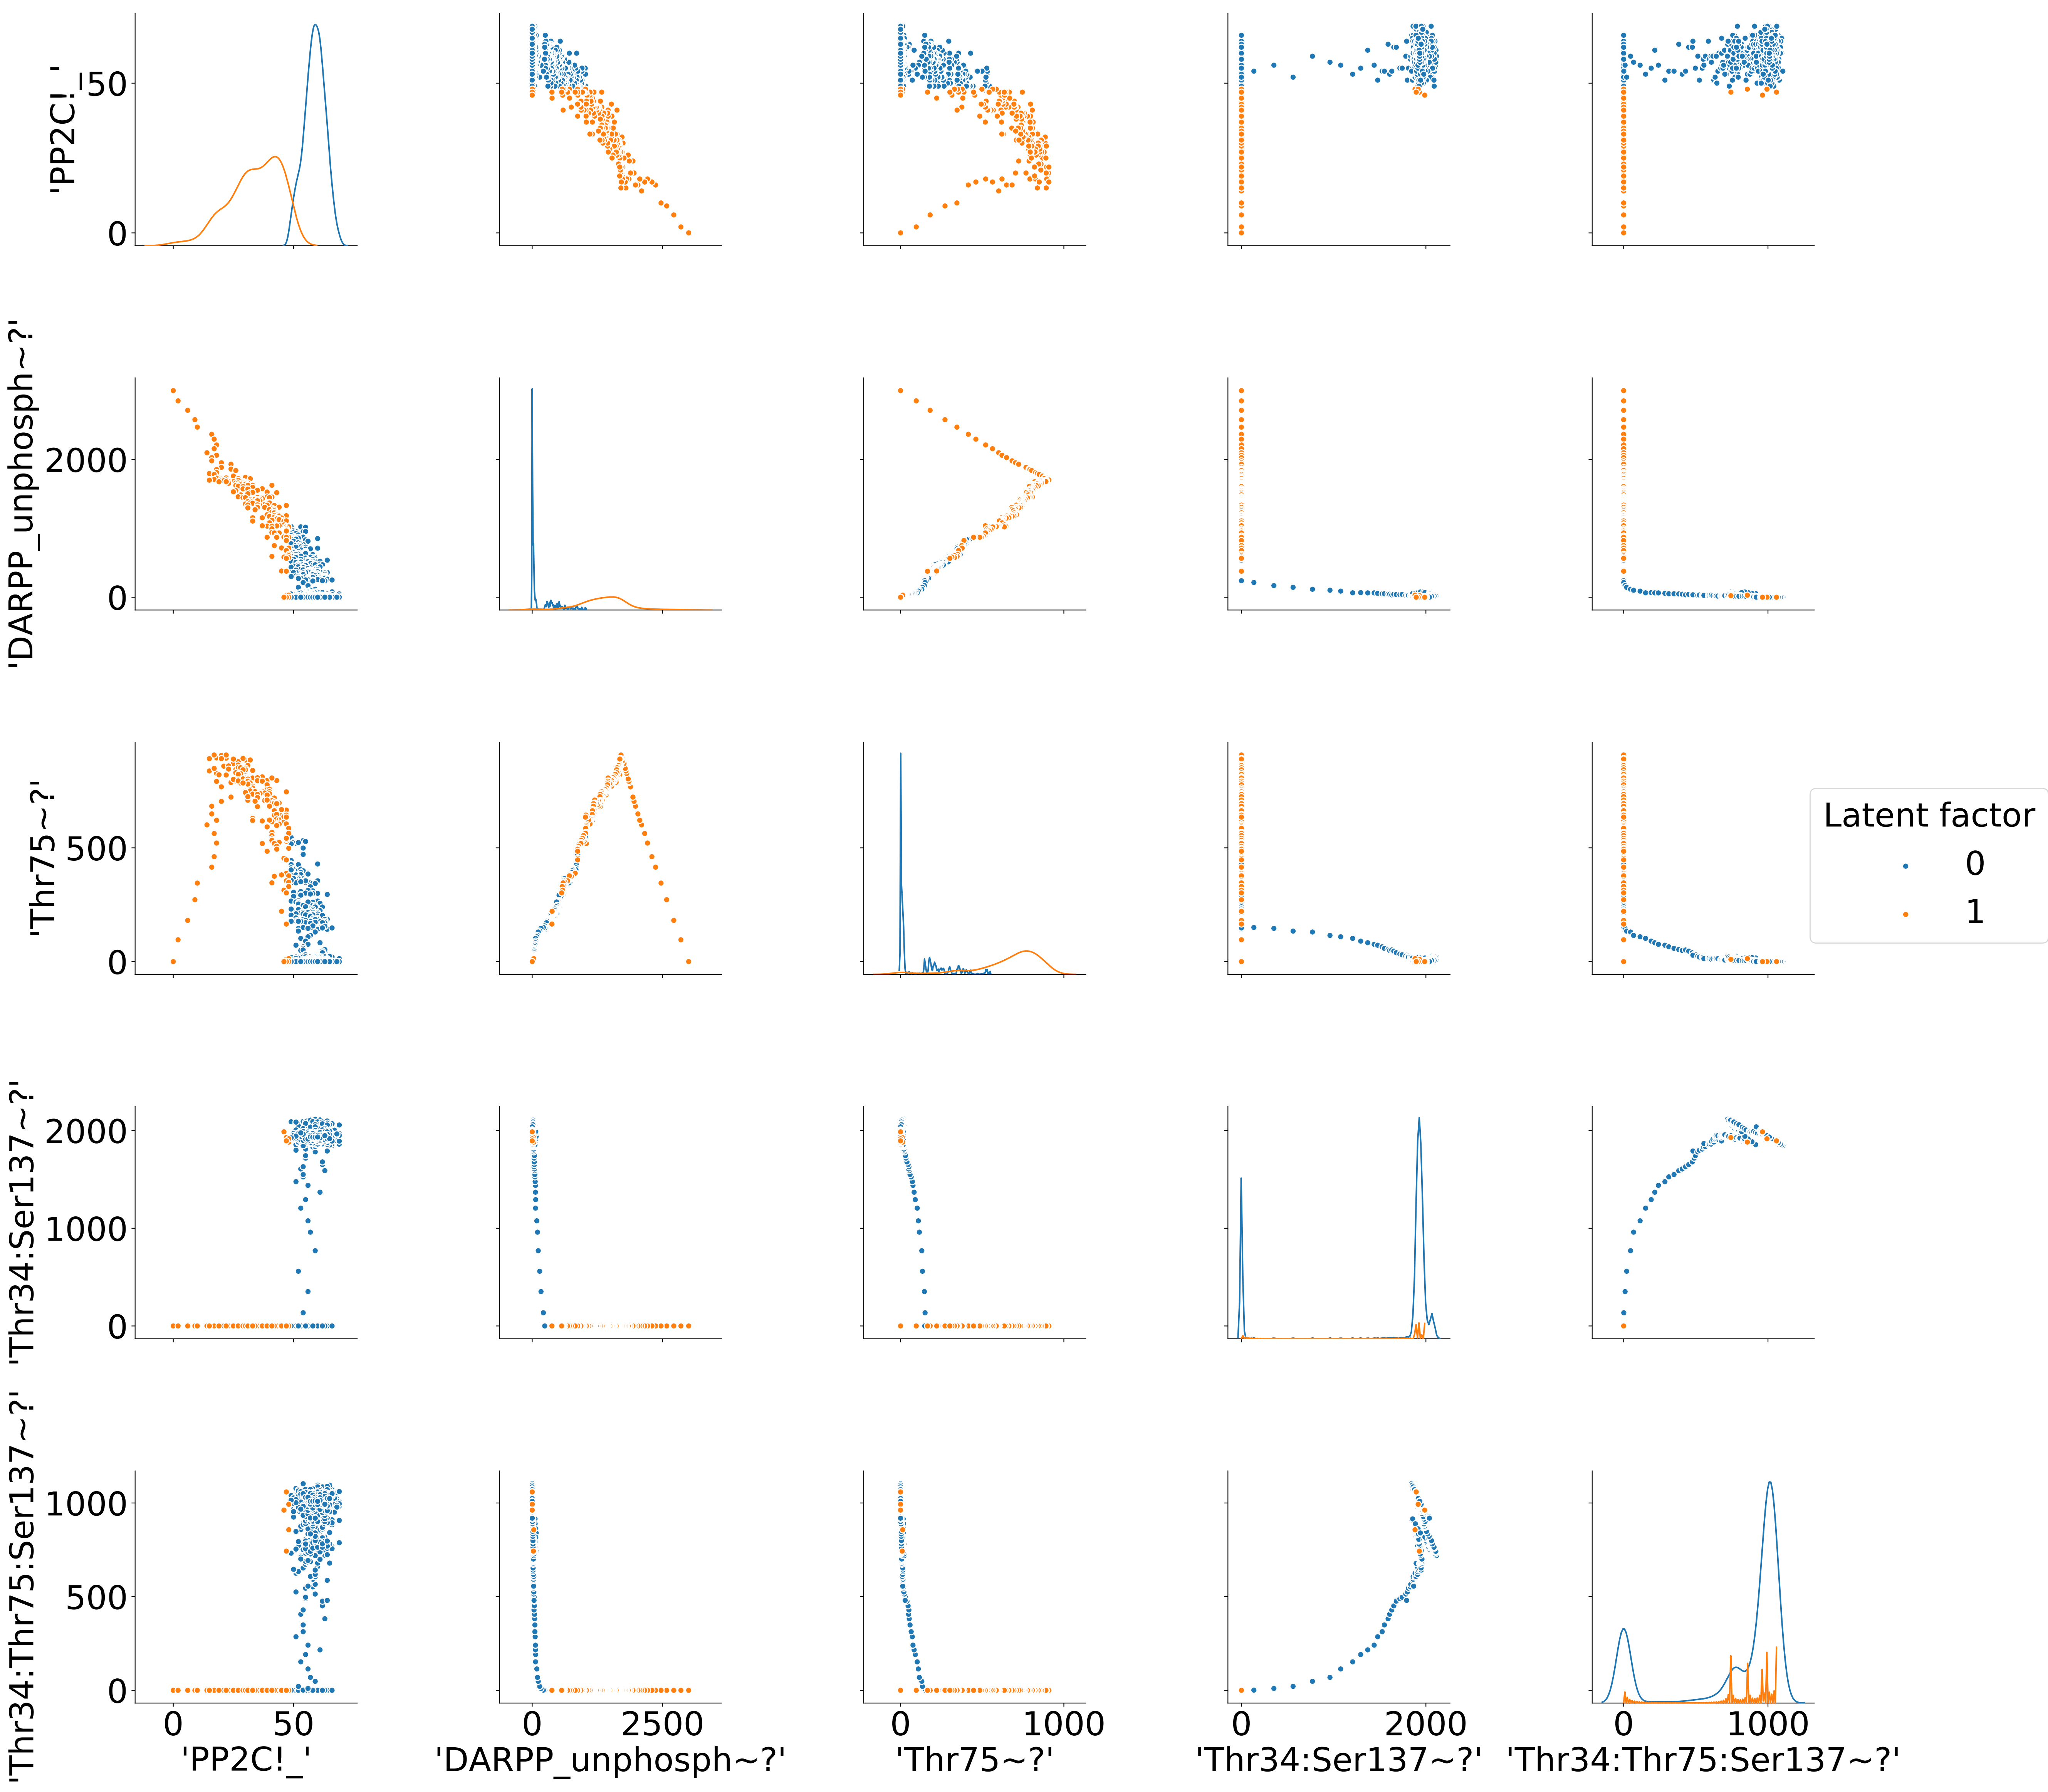 'PP2C!_'
50
0
'DARPP_unphosph~?'
2000
0
'Thr75~?'
500
0
Latent factor
0
1
'Thr34:Ser137~?'
2000
1000
0
'Thr34:Thr75:Ser137~?'
1000
500
0
0 50 0 2500 0 1000 0 2000 0 1000
'PP2C!_' 'DARPP_unphosph~?' 'Thr75~?' 'Thr34:Ser137~?' 'Thr34:Thr75:Ser137~?'